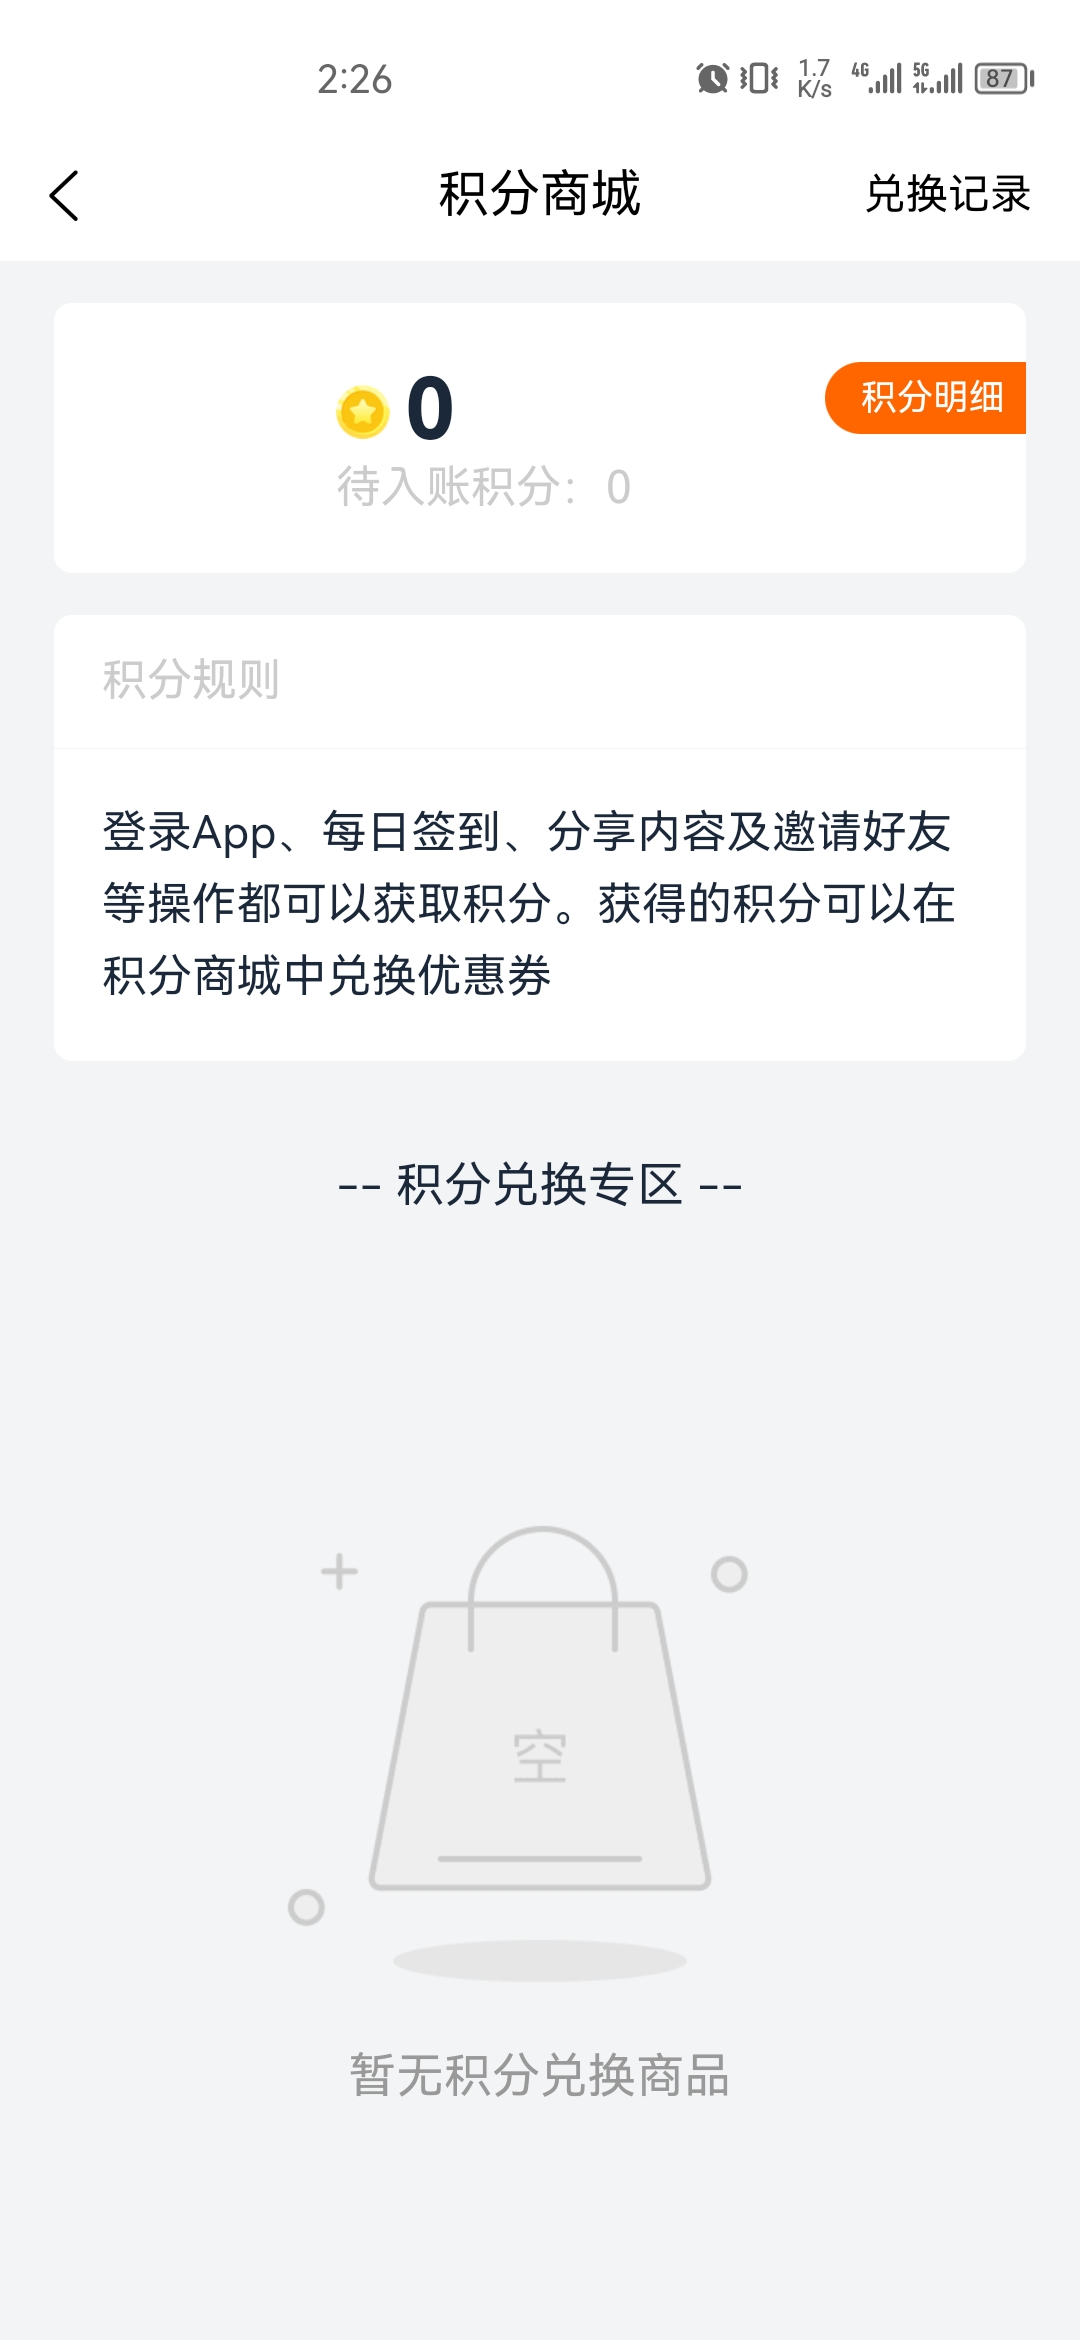 2:26
1.7
K/s
4G
5G
87
积分商城
兑换记录
0
积分明细
待入账积分：0
积分规则
登录App、每日签到、分享内容及邀请好友
等操作都可以获取积分。获得的积分可以在
积分商城中兑换优惠券
-- 积分兑换专区 --
空
暂无积分兑换商品